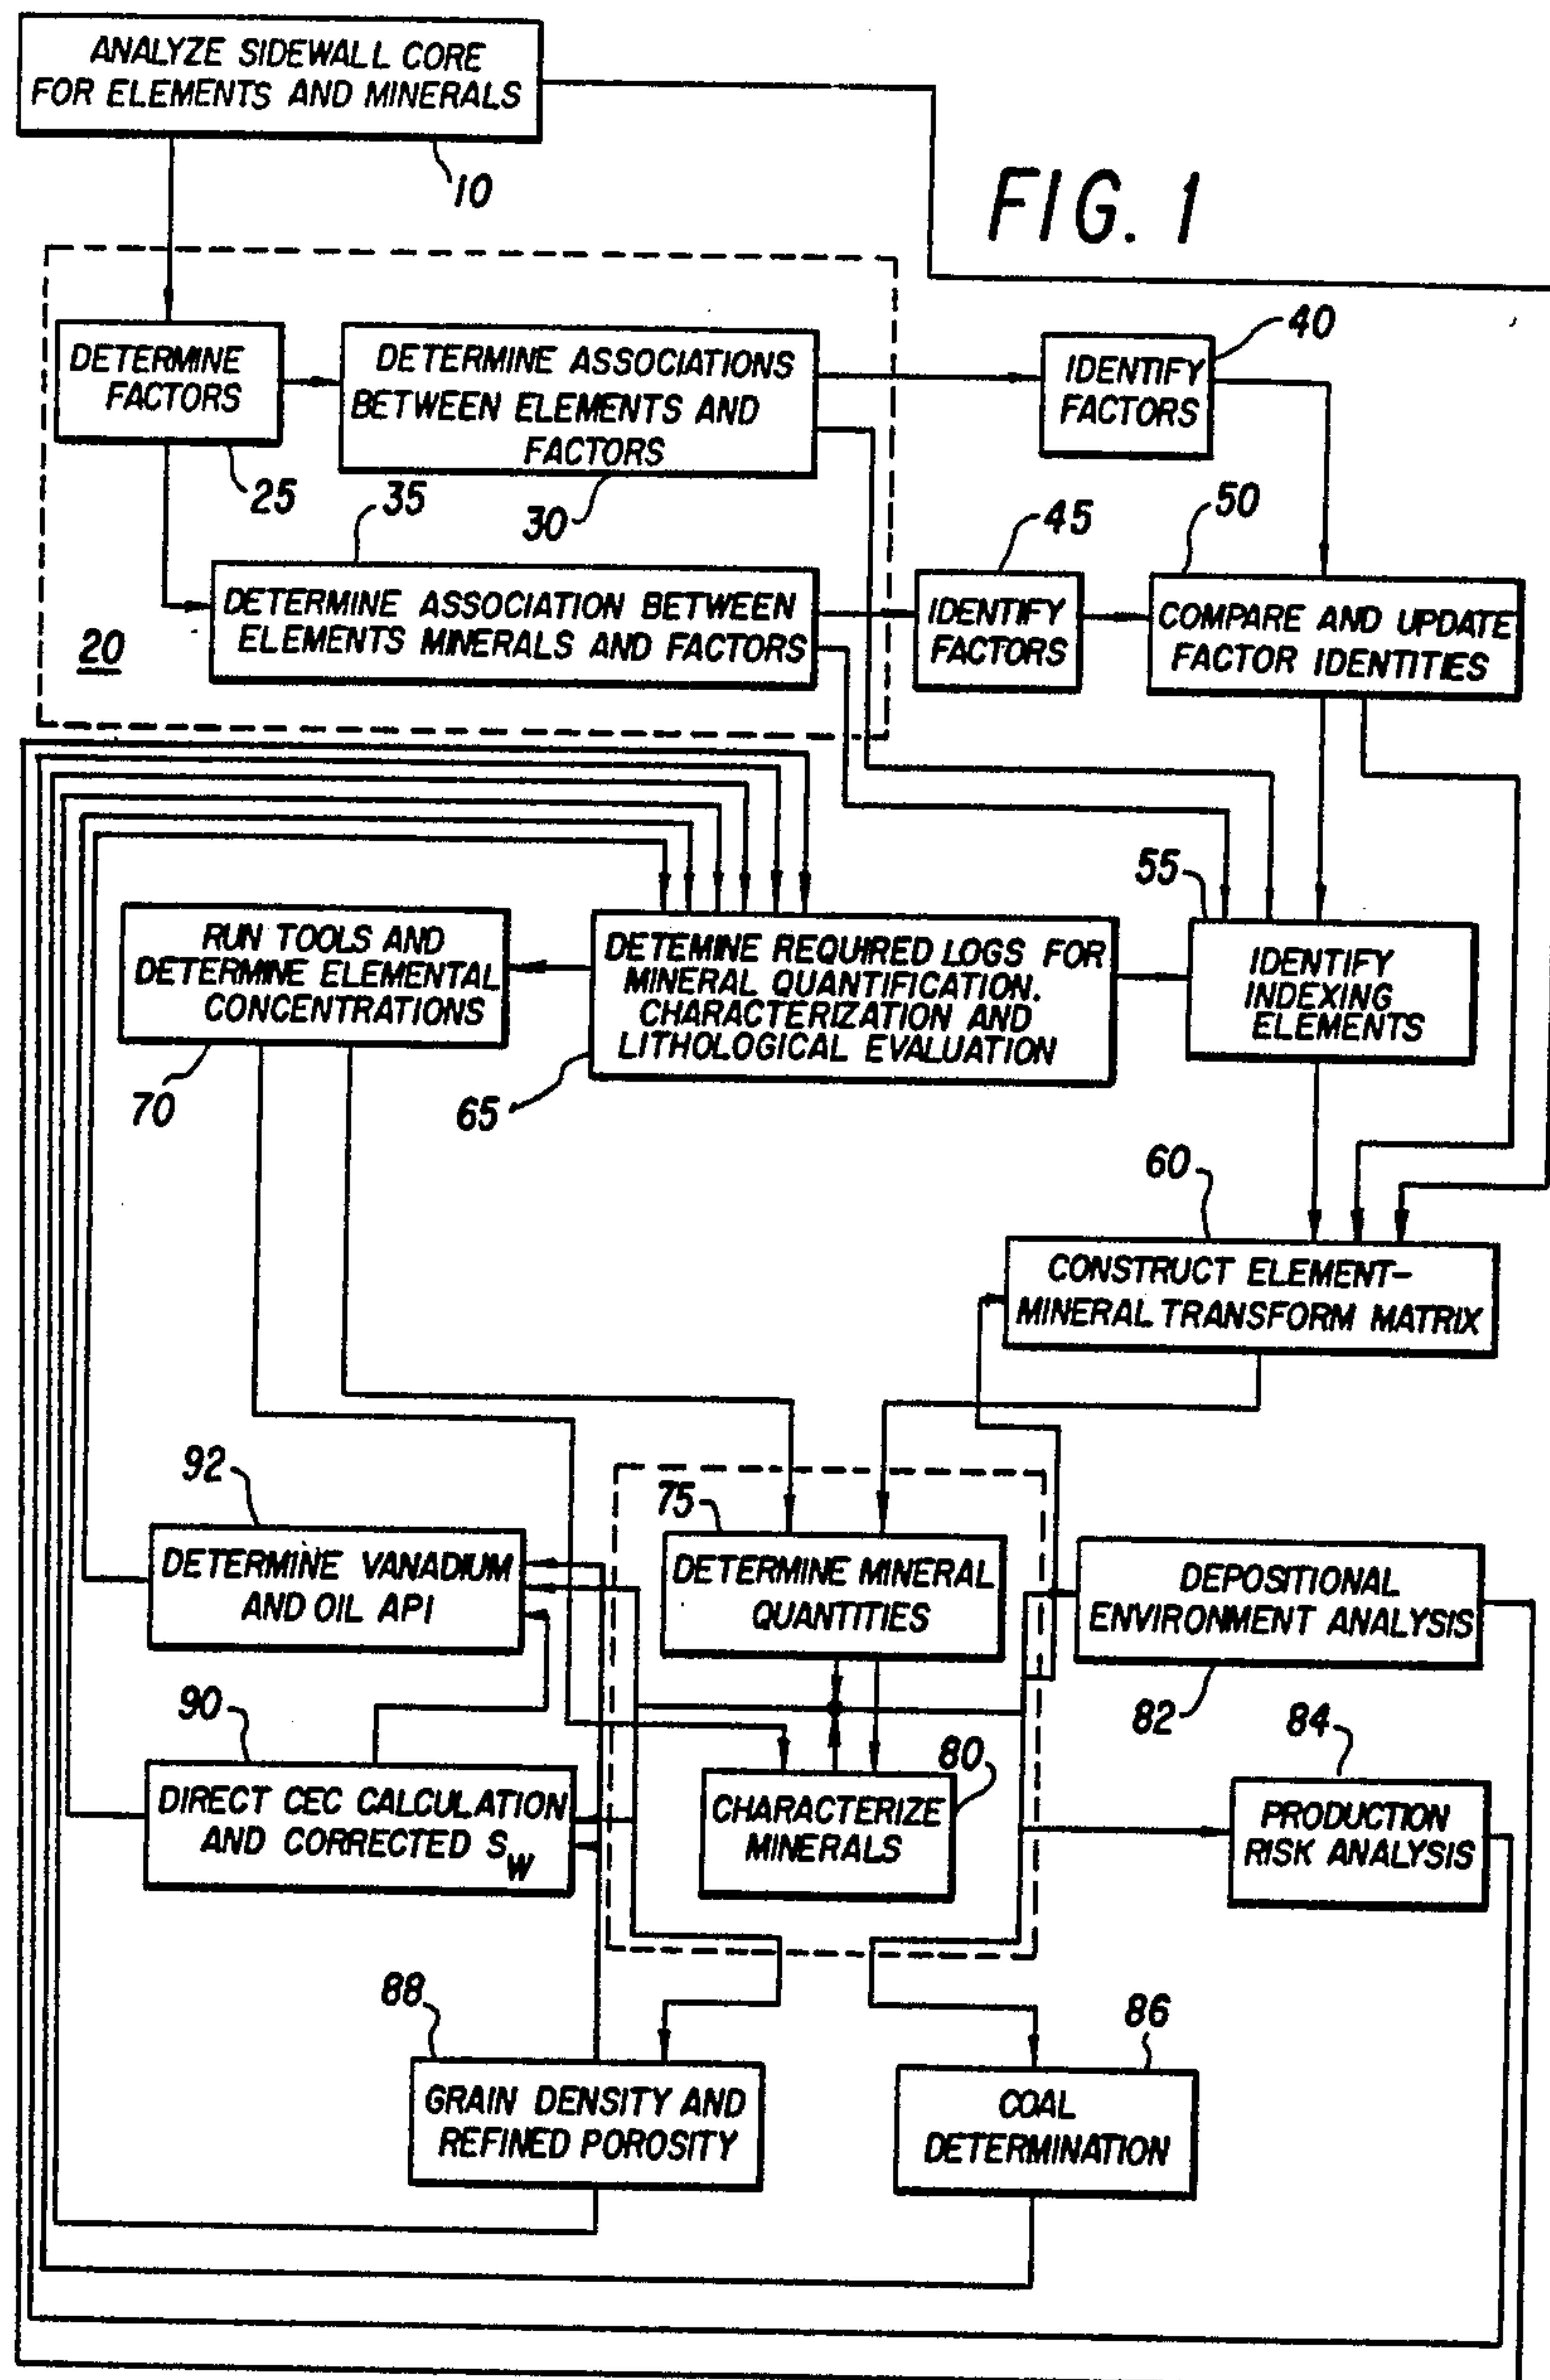 ANALYZE SIDEWALL CORE
FOR ELEMENTS AND MINERALS
10
FIG. 1
DETERMINE
FACTORS
25
DETERMINE ASSOCIATIONS
BETWEEN ELEMENTS AND
FACTORS
30
40
IDENTIFY
FACTORS
35
DETERMINE ASSOCIATION BETWEEN
ELEMENTS MINERALS AND FACTORS
20
45
IDENTIFY
FACTORS
50
COMPARE AND UPDATE
FACTOR IDENTITIES
RUN TOOLS AND
DETERMINE ELEMENTAL
CONCENTRATIONS
70
DETEMINE REQUIRED LOGS FOR
MINERAL QUANTIFICATION.
CHARACTERIZATION AND
LITHOLOGICAL EVALUATION
65
55
IDENTIFY
INDEXING
ELEMENTS
60
CONSTRUCT ELEMENT-
MINERAL TRANSFORM MATRIX
92
DETERMINE VANADIUM
AND OIL API
75
DETERMINE MINERAL
QUANTITIES
DEPOSITIONAL
ENVIRONMENT ANALYSIS
82
90
DIRECT CEC CALCULATION
AND CORRECTED SW
80
CHARACTERIZE
MINERALS
84
PRODUCTION
RISK ANALYSIS
88
GRAIN DENSITY AND
REFINED POROSITY
86
COAL
DETERMINATION